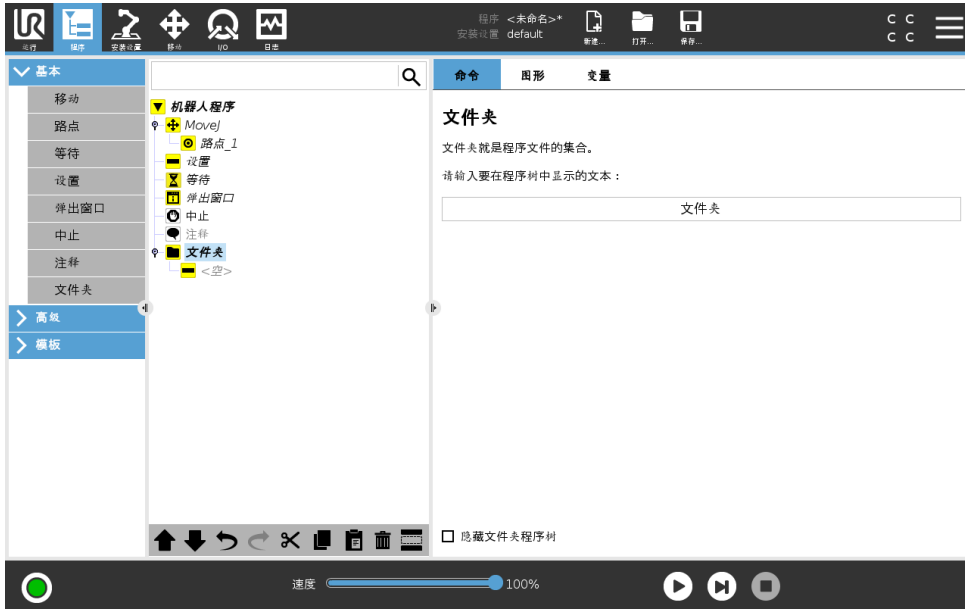 程序 <未命名>*
安装设置 default
C C
C C
运行
程序
安装设置
移动
I/O
日志
新建...
打开...
保存...
基本
移动
路点
等待
设置
弹出窗口
中止
注释
文件夹
高级
模板
机器人程序
MoveJ
路点_1
设置
等待
弹出窗口
中止
注释
文件夹
<空>
命令
图形
变量
文件夹
文件夹就是程序文件的集合。
请输入要在程序树中显示的文本：
文件夹
隐藏文件夹程序树
速度
100%